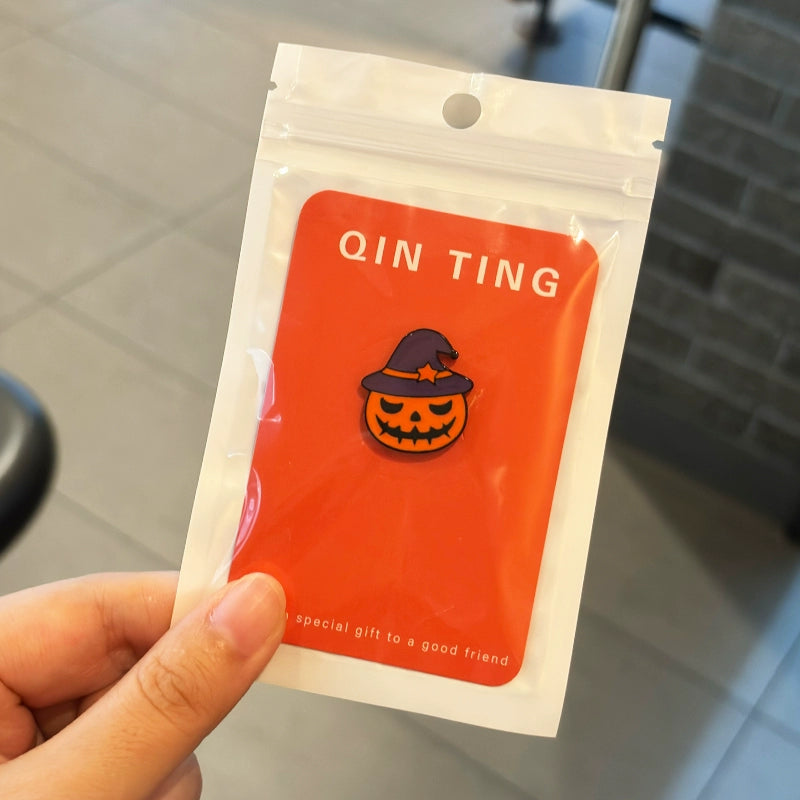 QIN TING
special gift to a good friend